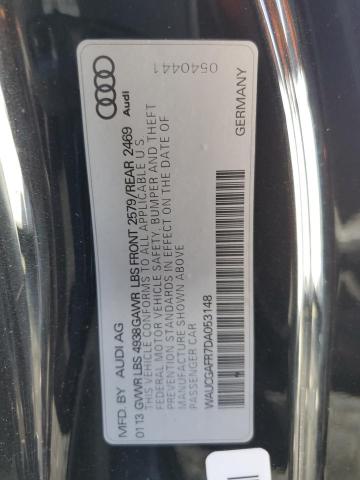 MFD. BY AUDI AG
01 13 GVWR LBS 4938 GAWR LBS FRONT 2579/REAR 2469
THIS VEHICLE CONFORMS TO ALL APPLICABLE U.S.
FEDERAL MOTOR VEHICLE SAFETY, BUMPER AND THEFT
PREVENTION STANDARDS IN EFFECT ON THE DATE OF
MANUFACTURE SHOWN ABOVE
PASSENGER CAR
WAUCGAFR7DA053148
GERMANY
Audi
0540441